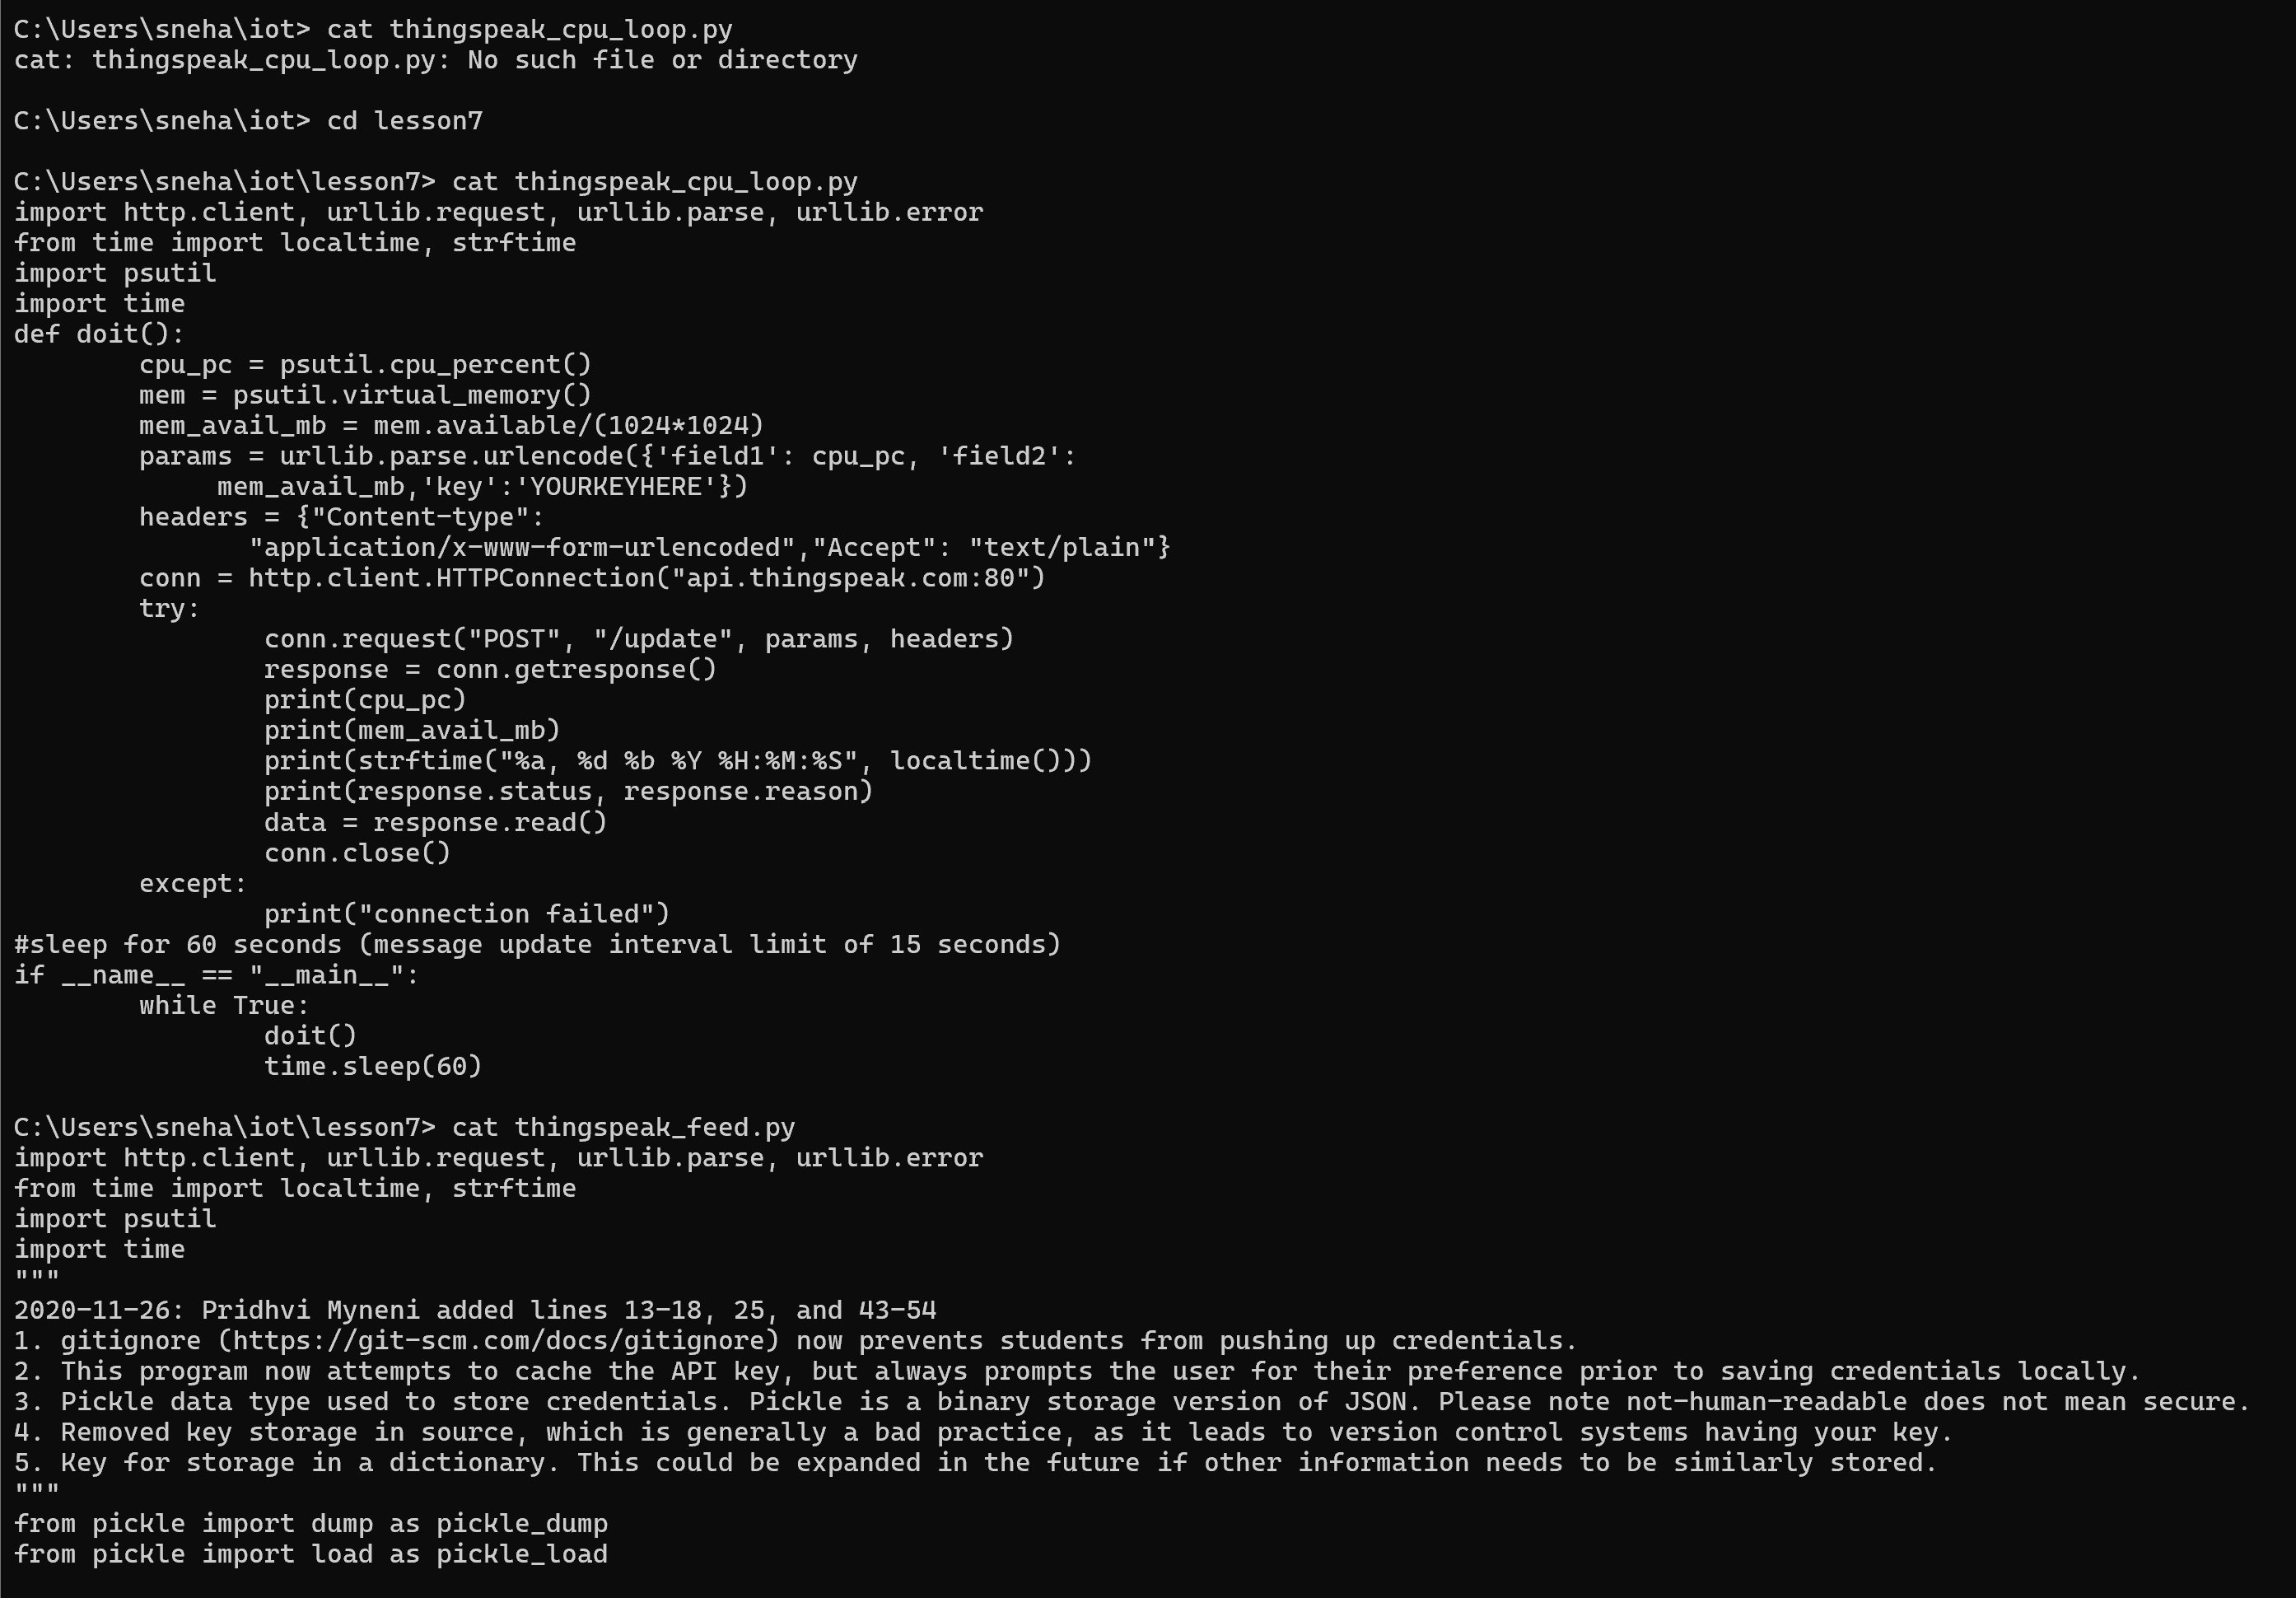 C:\Users\sneha\iot> cat thingspeak_cpu_loop.py
cat: thingspeak_cpu_loop.py: No such file or directory
C:\Users\sneha\iot> cd lesson7
C:\Users\sneha\iot\lesson7> cat thingspeak_cpu_loop.py
import http.client, urllib.request, urllib.parse, urllib.error
from time import localtime, strftime
import psutil
import time
def doit():
        cpu_pc = psutil.cpu_percent()
        mem = psutil.virtual_memory()
        mem_avail_mb = mem.available/(1024*1024)
        params = urllib.parse.urlencode({'field1': cpu_pc, 'field2':
             mem_avail_mb,'key':'YOURKEYHERE'})
        headers = {"Content-type":
               "application/x-www-form-urlencoded","Accept": "text/plain"}
        conn = http.client.HTTPConnection("api.thingspeak.com:80")
        try:
                conn.request("POST", "/update", params, headers)
                response = conn.getresponse()
                print(cpu_pc)
                print(mem_avail_mb)
                print(strftime("%a, %d %b %Y %H:%M:%S", localtime()))
                print(response.status, response.reason)
                data = response.read()
                conn.close()
        except:
                print("connection failed")
#sleep for 60 seconds (message update interval limit of 15 seconds)
if __name__ == "__main__":
        while True:
                doit()
                time.sleep(60)
C:\Users\sneha\iot\lesson7> cat thingspeak_feed.py
import http.client, urllib.request, urllib.parse, urllib.error
from time import localtime, strftime
import psutil
import time
"""
2020-11-26: Pridhvi Myneni added lines 13-18, 25, and 43-54
1. gitignore (https://git-scm.com/docs/gitignore) now prevents students from pushing up credentials.
2. This program now attempts to cache the API key, but always prompts the user for their preference prior to saving credentials locally.
3. Pickle data type used to store credentials. Pickle is a binary storage version of JSON. Please note not-human-readable does not mean secure.
4. Removed key storage in source, which is generally a bad practice, as it leads to version control systems having your key.
5. Key for storage in a dictionary. This could be expanded in the future if other information needs to be similarly stored.
"""
from pickle import dump as pickle_dump
from pickle import load as pickle_load